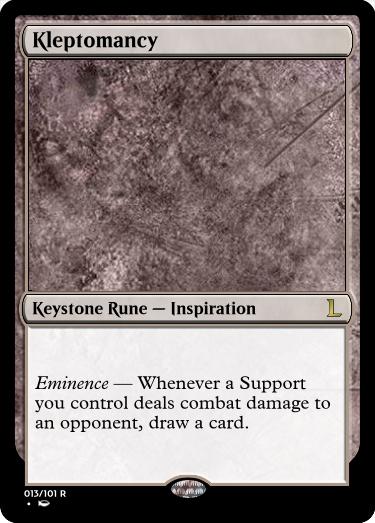 Kleptomancy
Keystone Rune — Inspiration
L
Eminence — Whenever a Support
you control deals combat damage to
an opponent, draw a card.
013/101 R